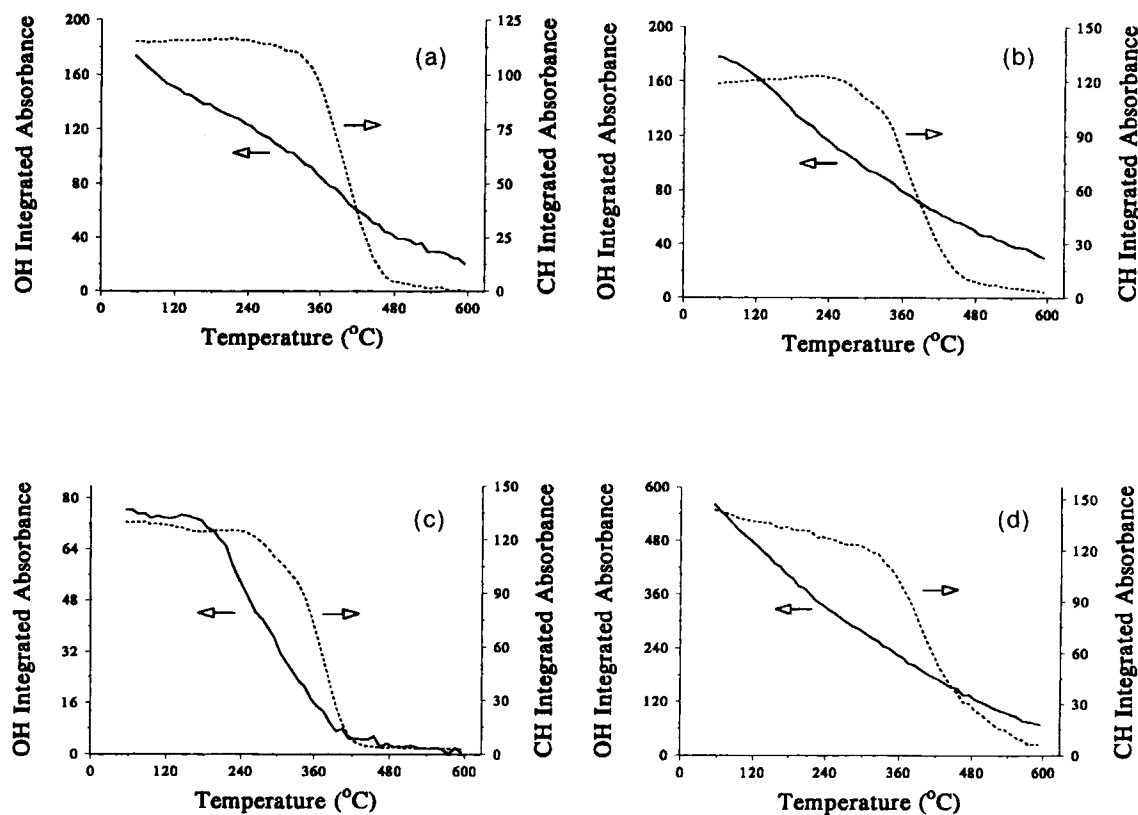 (a)
OH Integrated Absorbance
200
160
120
80
40
0
CH Integrated Absorbance
125
100
75
50
25
0
0 120 240 360 480 600
Temperature (°C)
(b)
OH Integrated Absorbance
200
160
120
80
40
0
CH Integrated Absorbance
150
120
90
60
30
0
0 120 240 360 480 600
Temperature (°C)
(c)
OH Integrated Absorbance
80
64
48
32
16
0
CH Integrated Absorbance
150
120
90
60
30
0
0 120 240 360 480 600
Temperature (°C)
(d)
OH Integrated Absorbance
600
480
360
240
120
0
CH Integrated Absorbance
150
120
90
60
30
0
0 120 240 360 480 600
Temperature (°C)